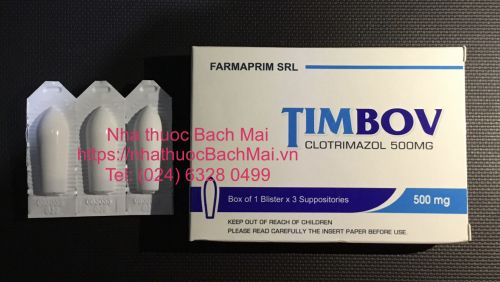 FARMAPRIM SRL
TIMBOV
CLOTRIMAZOL 500MG
Nha thuoc Bach Mai
https://nhathuocBachMai.vn
Tel: (024) 6328 0499
Box of 1 Blister x 3 Suppositories
500 mg
KEEP OUT OF REACH OF CHILDREN
PLEASE READ CAREFULLY THE INSERT PAPER BEFORE USE.